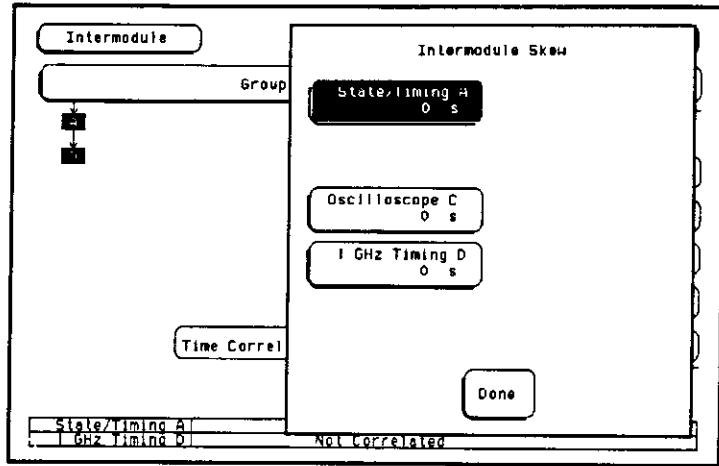 Intermodule
Intermodule Skew
Group
State/Timing A
0 s
Oscilloscope C
0 s
1 GHz Timing D
0 s
Time Correl
Done
State/Timing A
1 GHz Timing D
Not Correlated